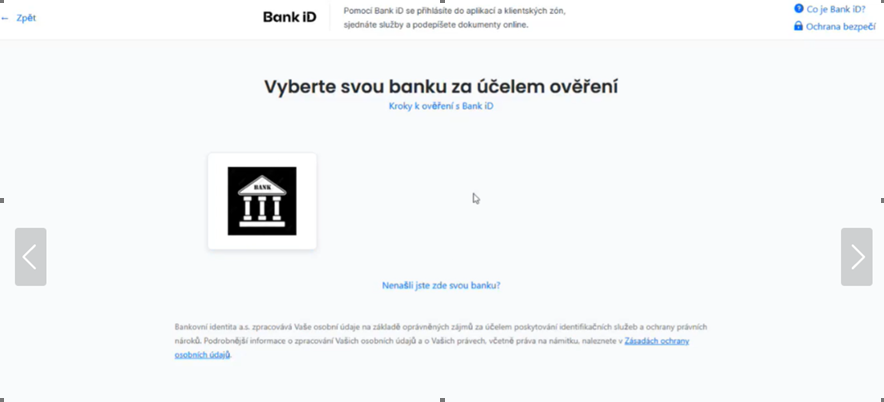 ← Zpět
Bank iD
Pomocí Bank iD se přihlásíte do aplikací a klientských zón,
sjednáte služby a podepíšete dokumenty online.
Co je Bank iD?
Ochrana bezpečí
Vyberte svou banku za účelem ověření
Kroky k ověření s Bank iD
BANK
Nenašli jste zde svou banku?
Bankovní identita a.s. zpracovává Vaše osobní údaje na základě oprávněných zájmů za účelem poskytování identifikačních služeb a ochrany právních
nároků. Podrobnější informace o zpracování Vašich osobních údajů a o Vašich právech, včetně práva na námitku, naleznete v Zásadách ochrany
osobních údajů.